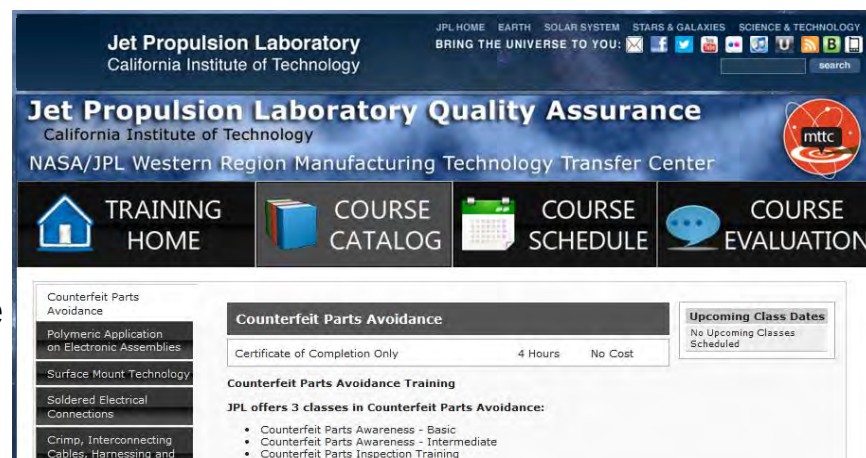 JPL HOME EARTH SOLAR SYSTEM STARS & GALAXIES SCIENCE & TECHNOLOGY
Jet Propulsion Laboratory
California Institute of Technology
BRING THE UNIVERSE TO YOU:
search
Jet Propulsion Laboratory Quality Assurance
California Institute of Technology
NASA/JPL Western Region Manufacturing Technology Transfer Center
mttc
TRAINING
HOME
COURSE
CATALOG
COURSE
SCHEDULE
COURSE
EVALUATION
Counterfeit Parts
Avoidance
Polymeric Application
on Electronic Assemblies
Surface Mount Technology
Soldered Electrical
Connections
Crimp, Interconnecting
Cables, Harnessing and
Counterfeit Parts Avoidance
Certificate of Completion Only 4 Hours No Cost
Counterfeit Parts Avoidance Training
JPL offers 3 classes in Counterfeit Parts Avoidance:
• Counterfeit Parts Awareness - Basic
• Counterfeit Parts Awareness - Intermediate
• Counterfeit Parts Inspection Training
Upcoming Class Dates
No Upcoming Classes
Scheduled